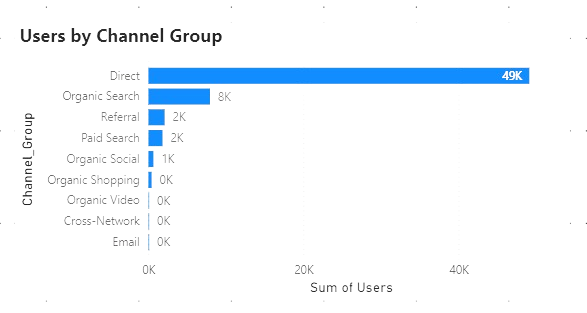 Users by Channel Group
Channel_Group
Direct 49K
Organic Search 8K
Referral 2K
Paid Search 2K
Organic Social 1K
Organic Shopping 0K
Organic Video 0K
Cross-Network 0K
Email 0K
0K 20K 40K
Sum of Users